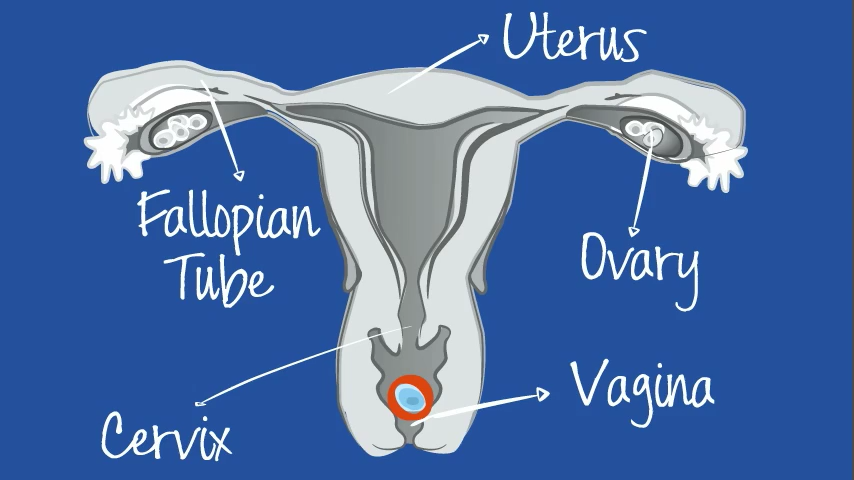 Uterus
Fallopian
Tube
Ovary
Vagina
Cervix